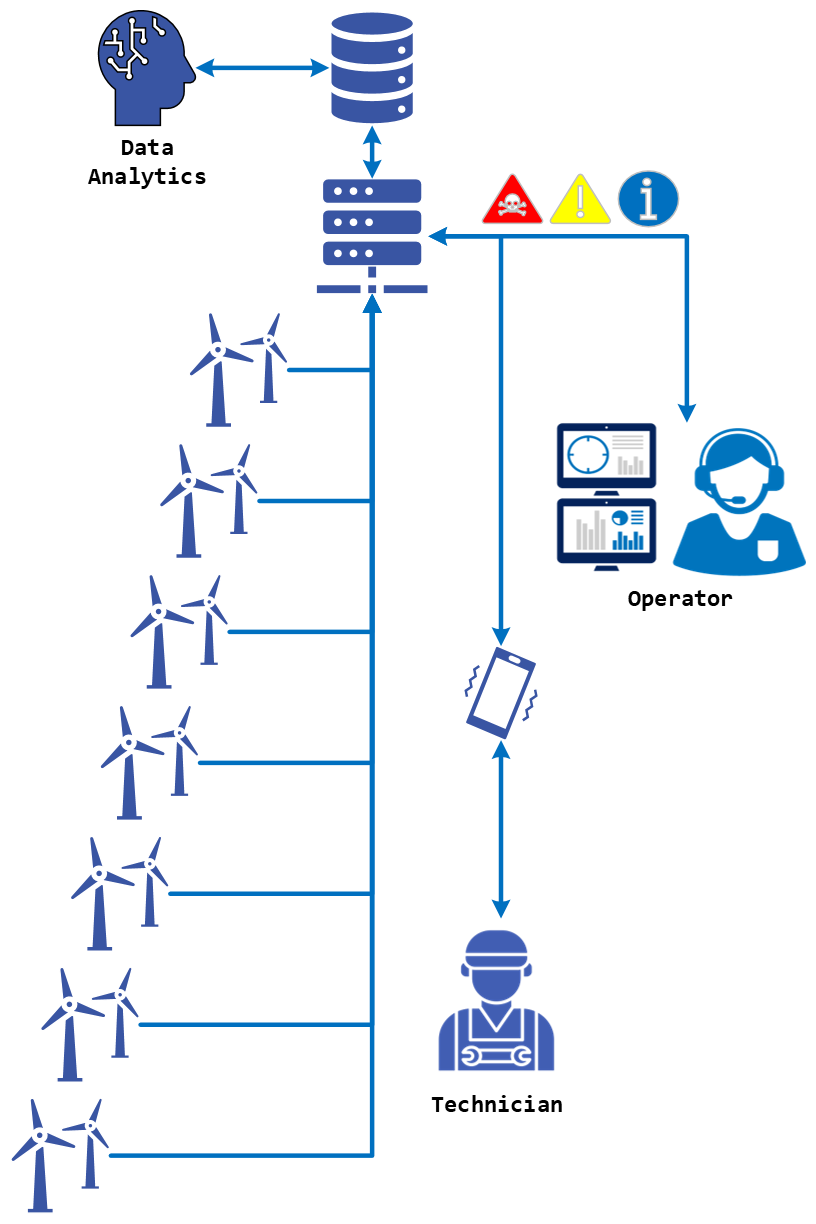 Data
Analytics
Operator
Technician